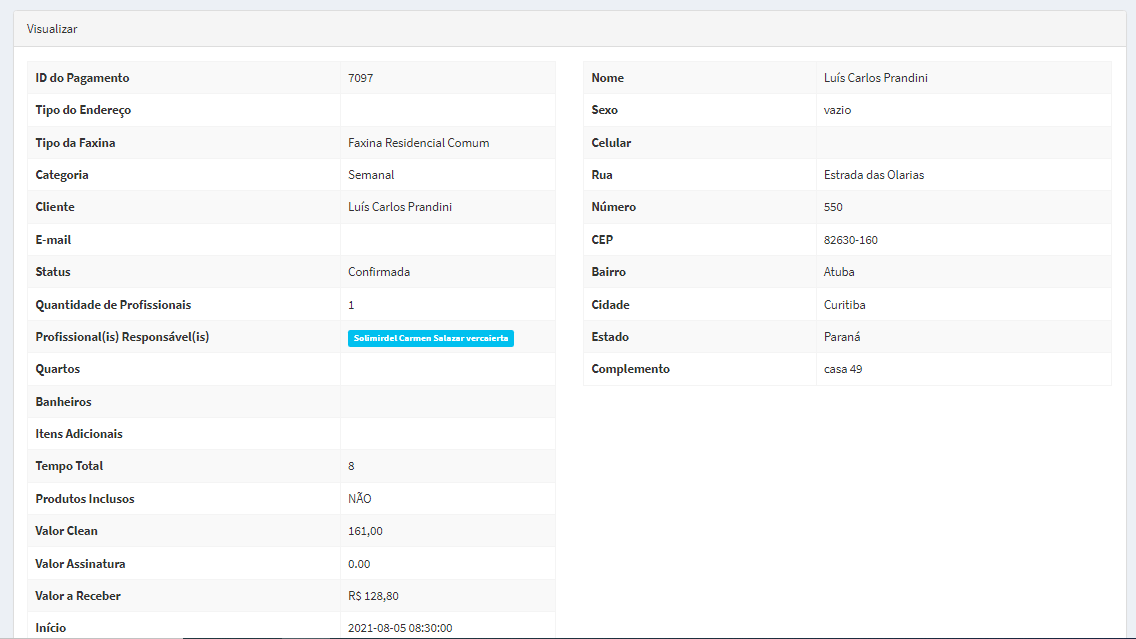 Visualizar
ID do Pagamento 7097
Tipo do Endereço
Tipo da Faxina Faxina Residencial Comum
Categoria Semanal
Cliente Luís Carlos Prandini
E-mail
Status Confirmada
Quantidade de Profissionais 1
Profissional(is) Responsável(is) Solimirdel Carmen Salazar vercaierta
Quartos
Banheiros
Itens Adicionais
Tempo Total 8
Produtos Inclusos NÃO
Valor Clean 161,00
Valor Assinatura 0.00
Valor a Receber R$ 128,80
Início 2021-08-05 08:30:00
Nome Luís Carlos Prandini
Sexo vazio
Celular
Rua Estrada das Olarias
Número 550
CEP 82630-160
Bairro Atuba
Cidade Curitiba
Estado Paraná
Complemento casa 49